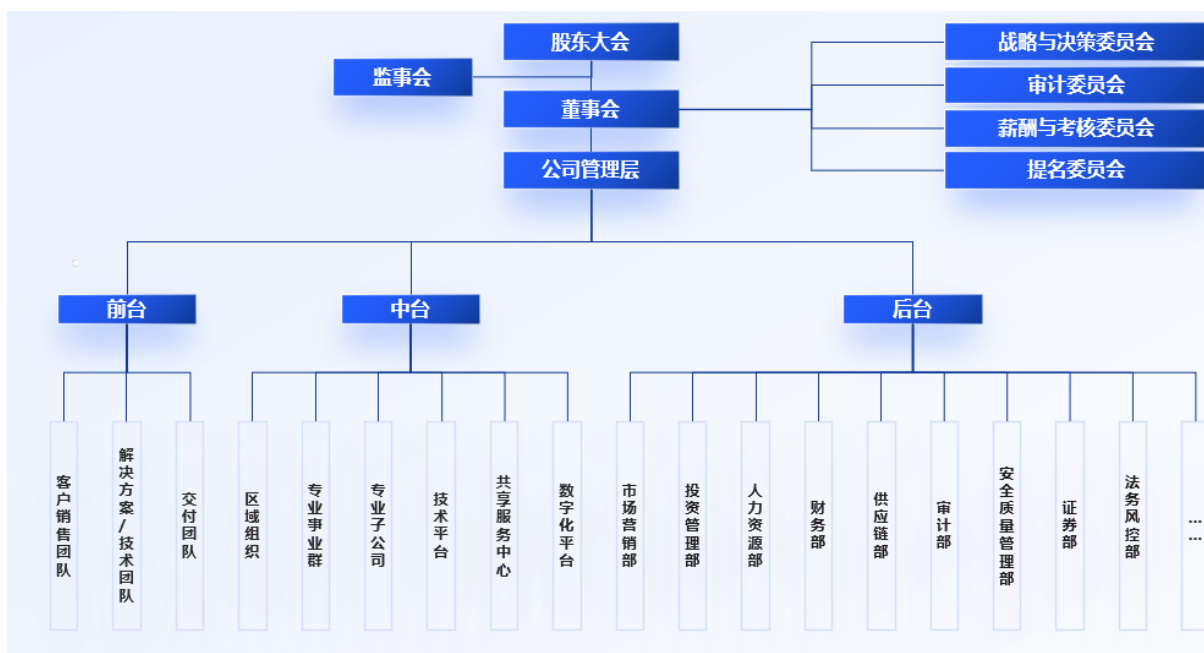 股东大会
战略与决策委员会
监事会
审计委员会
董事会
薪酬与考核委员会
公司管理层
提名委员会
前台
中台
后台
客户销售团队
解决方案/技术团队
交付团队
区域组织
专业事业群
专业子公司
技术平台
共享服务中心
数字化平台
市场营销部
投资管理部
人力资源部
财务部
供应链部
审计部
安全质量管理部
证券部
法务风控部
……